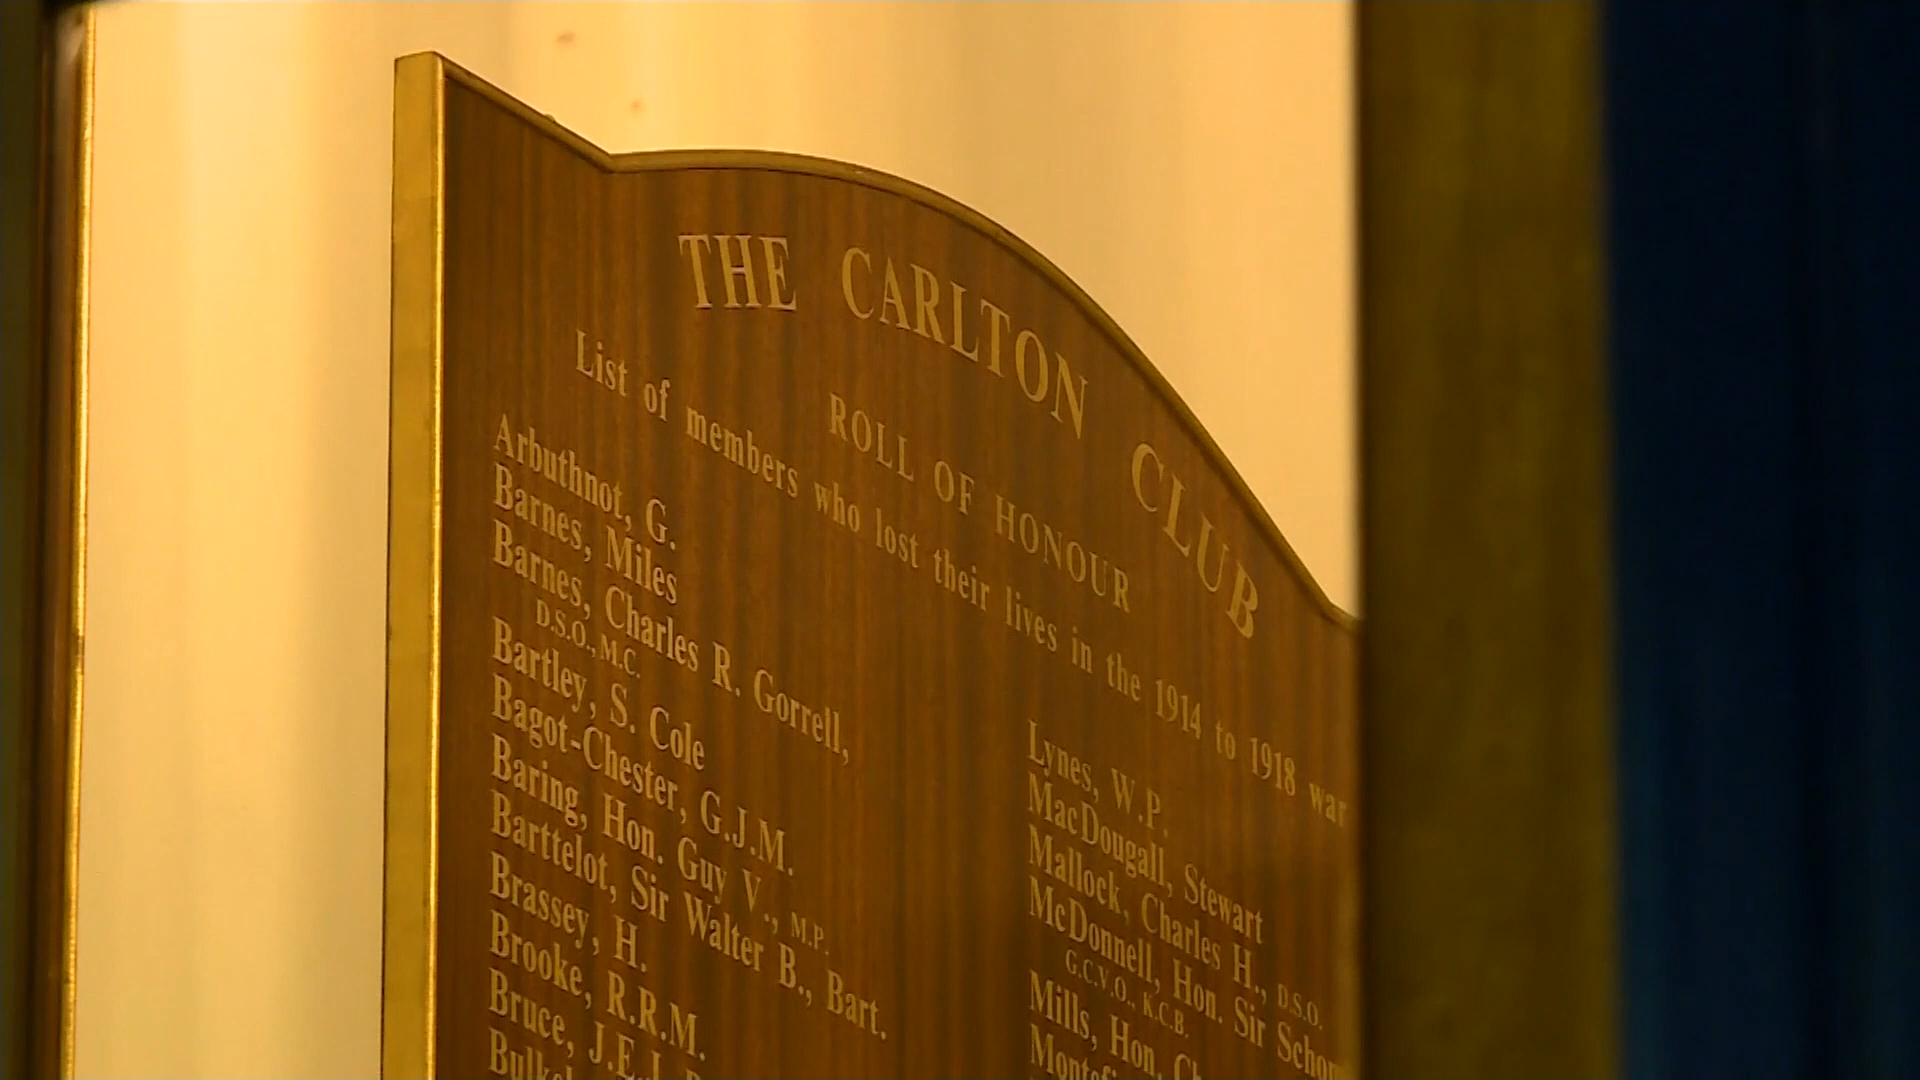 THE CARLTON CLUB
ROLL OF HONOUR
List of members who lost their lives in the 1914 to 1918 war
Arbuthnot, G.
Barnes, Miles
Barnes, Charles R. Gorrell,
D.S.O., M.C.
Bartley, S. Cole
Bagot-Chester, G.J.M.
Baring, Hon. Guy V., M.P.
Barttelot, Sir Walter B., Bart.
Brassey, H.
Brooke, R.R.M.
Bruce, J.E.L.
Lynes, W.P.
MacDougall, Stewart
Mallock, Charles H., D.S.O.
McDonnell, Hon. Sir
G.C.V.O., K.C.B.
Mills, Hon.